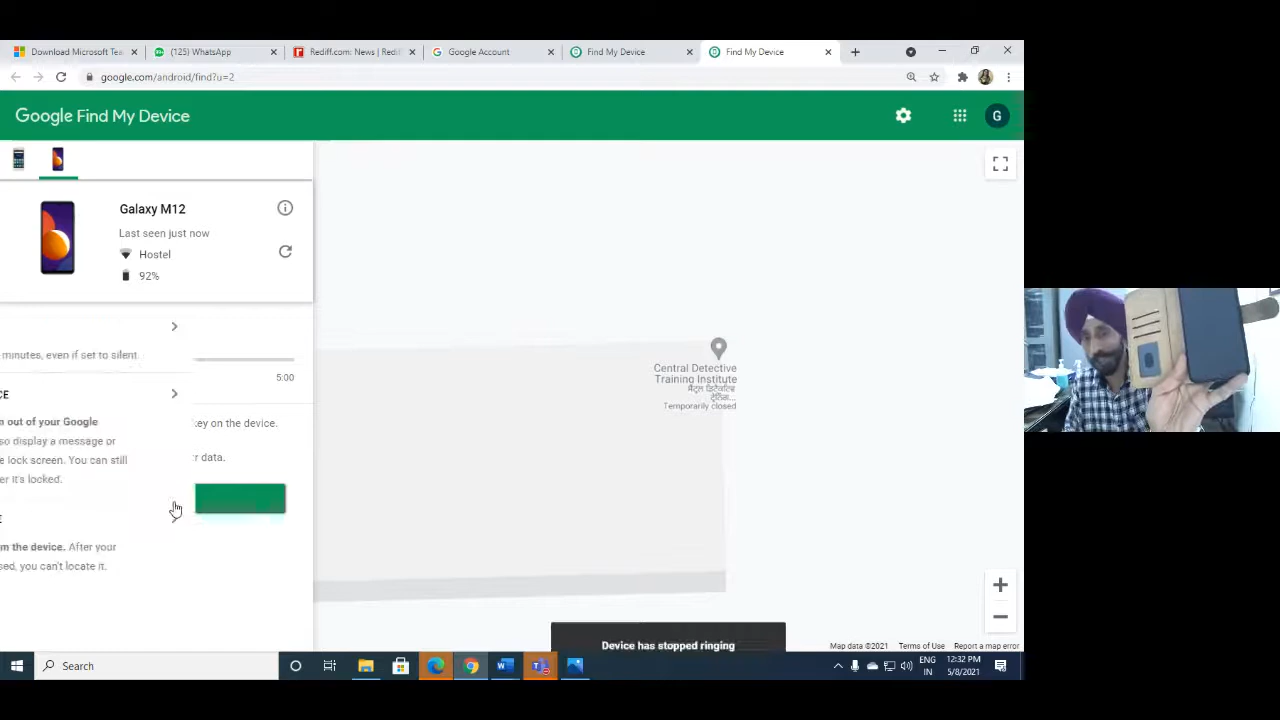 Download Microsoft Tea
(125) WhatsApp
Rediff.com: News | Redif
Google Account
Find My Device
Find My Device
google.com/android/find?u=2
Google Find My Device
G
Galaxy M12
Last seen just now
Hostel
92%
minutes, even if set to silent.
5:00
CE
n out of your Google
key on the device.
so display a message or
e lock screen. You can still
r data.
er it's locked.
E
m the device. After your
sed, you can't locate it.
Central Detective
Training Institute
Temporarily closed
Device has stopped ringing
Map data ©2021 Terms of Use Report a map error
Search
ENG
IN
12:32 PM
5/8/2021